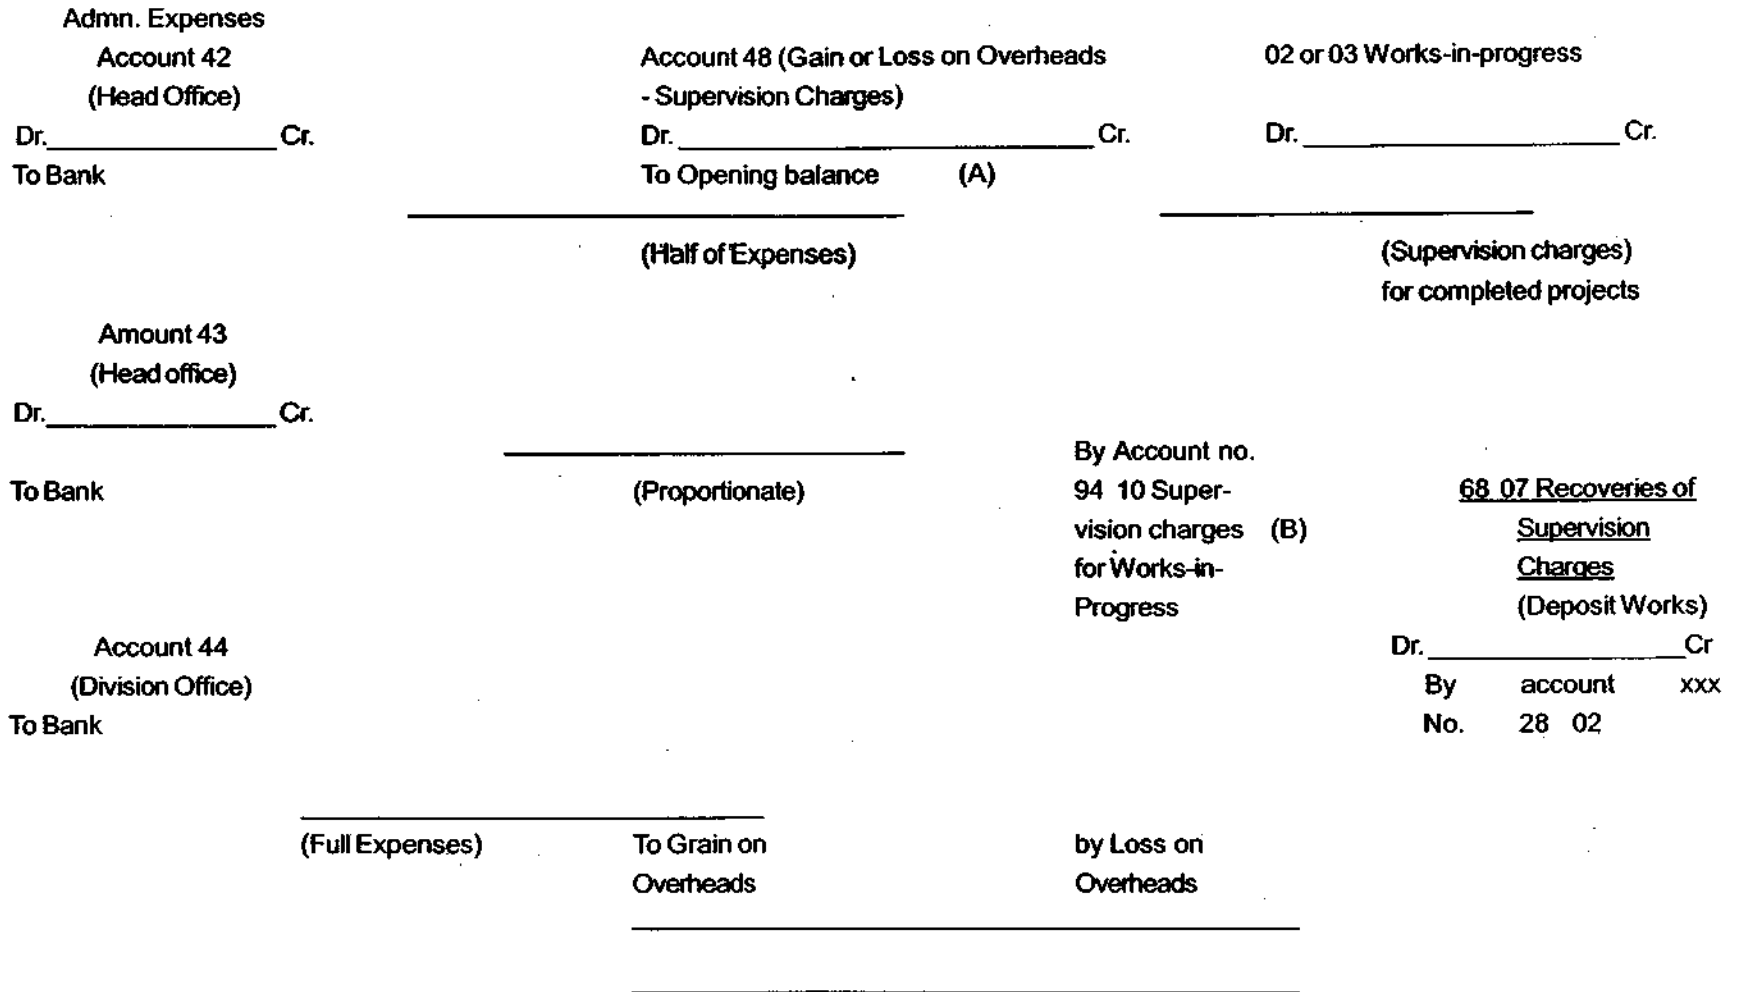 Admn. Expenses
Account 42
(Head Office)
Dr. Cr.
To Bank
Account 48 (Gain or Loss on Overheads
- Supervision Charges)
Dr. Cr.
To Opening balance (A)
(Half of Expenses)
02 or 03 Works-in-progress
Dr. Cr.
(Supervision charges)
for completed projects
Amount 43
(Head office)
Dr. Cr.
To Bank
(Proportionate)
By Account no.
94 10 Super-
vision charges (B)
for Works-in-
Progress
68 07 Recoveries of
Supervision
Charges
(Deposit Works)
Dr. Cr
By account xxx
No. 28 02
Account 44
(Division Office)
To Bank
(Full Expenses)
To Grain on
Overheads
by Loss on
Overheads